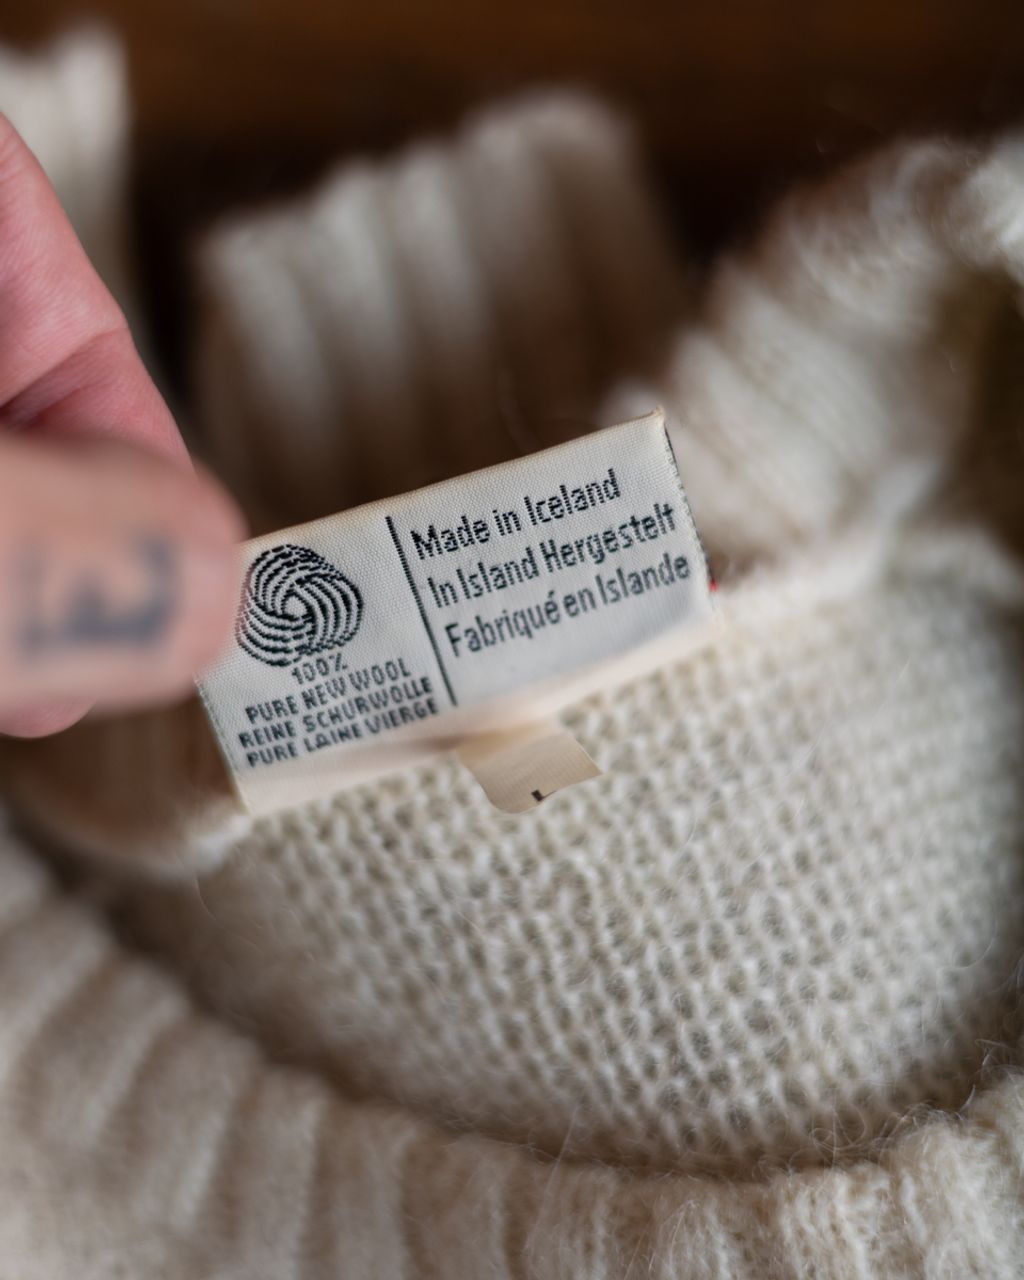 100%
PURE NEW WOOL
REINE SCHURWOLLE
PURE LAINE VIERGE
Made in Iceland
In Island Hergestelt
Fabriqué en Islande